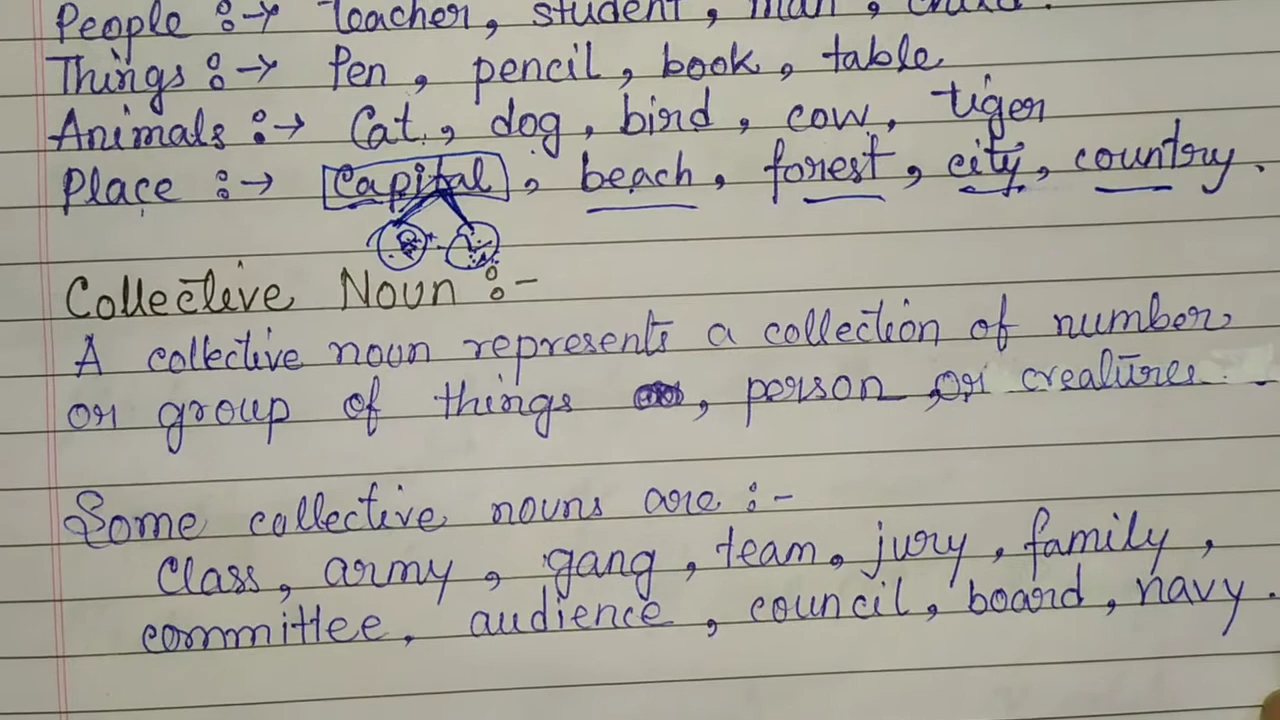 People :→ Teacher, student, man, child.
Things :→ Pen, pencil, book, table
Animals :→ Cat, dog, bird, cow, tiger
Place :→ Capital, beach, forest, city, country.
Collective Noun :-
A collective noun represents a collection of number
or group of things, person, or creatures.
Some collective nouns are :-
Class, army, gang, team, jury, family,
committee, audience, council, board, navy.